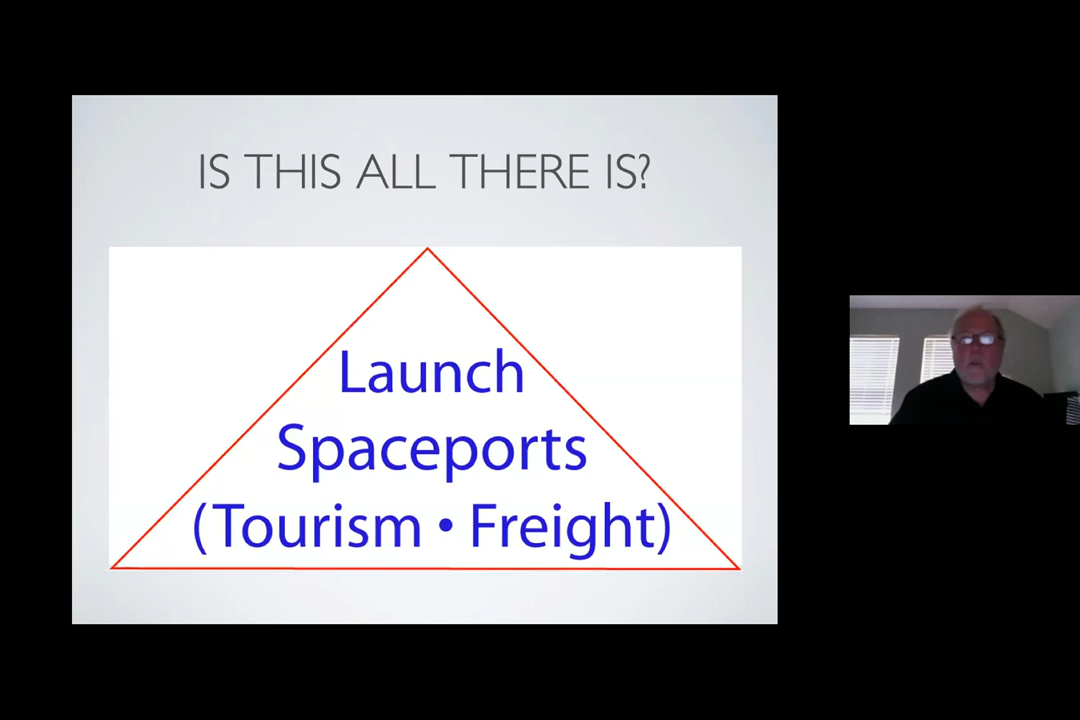 IS THIS ALL THERE IS?
Launch
Spaceports
(Tourism • Freight)